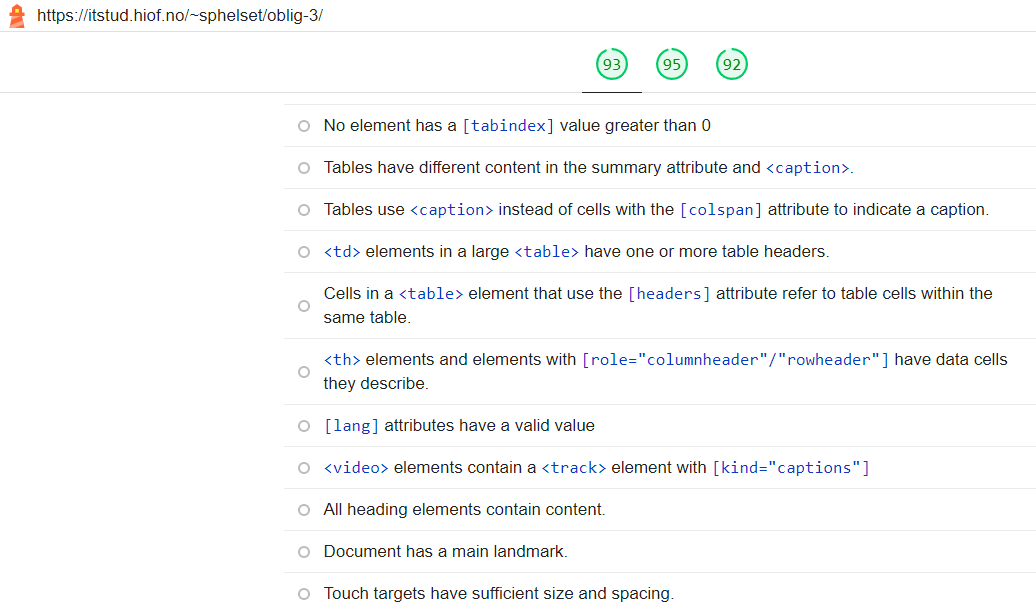 https://itstud.hiof.no/~sphelset/oblig-3/
93 95 92
No element has a [tabindex] value greater than 0
Tables have different content in the summary attribute and <caption>.
Tables use <caption> instead of cells with the [colspan] attribute to indicate a caption.
<td> elements in a large <table> have one or more table headers.
Cells in a <table> element that use the [headers] attribute refer to table cells within the
same table.
<th> elements and elements with [role="columnheader"/"rowheader"] have data cells
they describe.
[lang] attributes have a valid value
<video> elements contain a <track> element with [kind="captions"]
All heading elements contain content.
Document has a main landmark.
Touch targets have sufficient size and spacing.